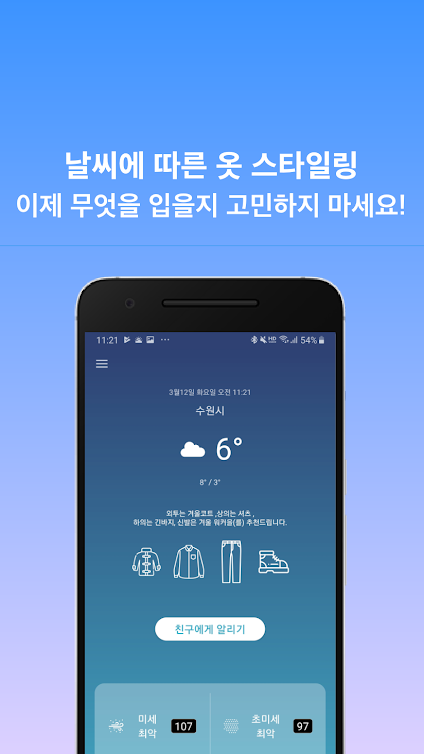 날씨에 따른 옷 스타일링
이제 무엇을 입을지 고민하지 마세요!
11:21 54%
3월12일 화요일 오전 11:21
수원시
6°
8° / 3°
외투는 겨울코트 ,상의는 셔츠 ,
하의는 긴바지, 신발은 겨울 워커을(를) 추천드립니다.
친구에게 알리기
미세 초미세
최악 107 최악 97